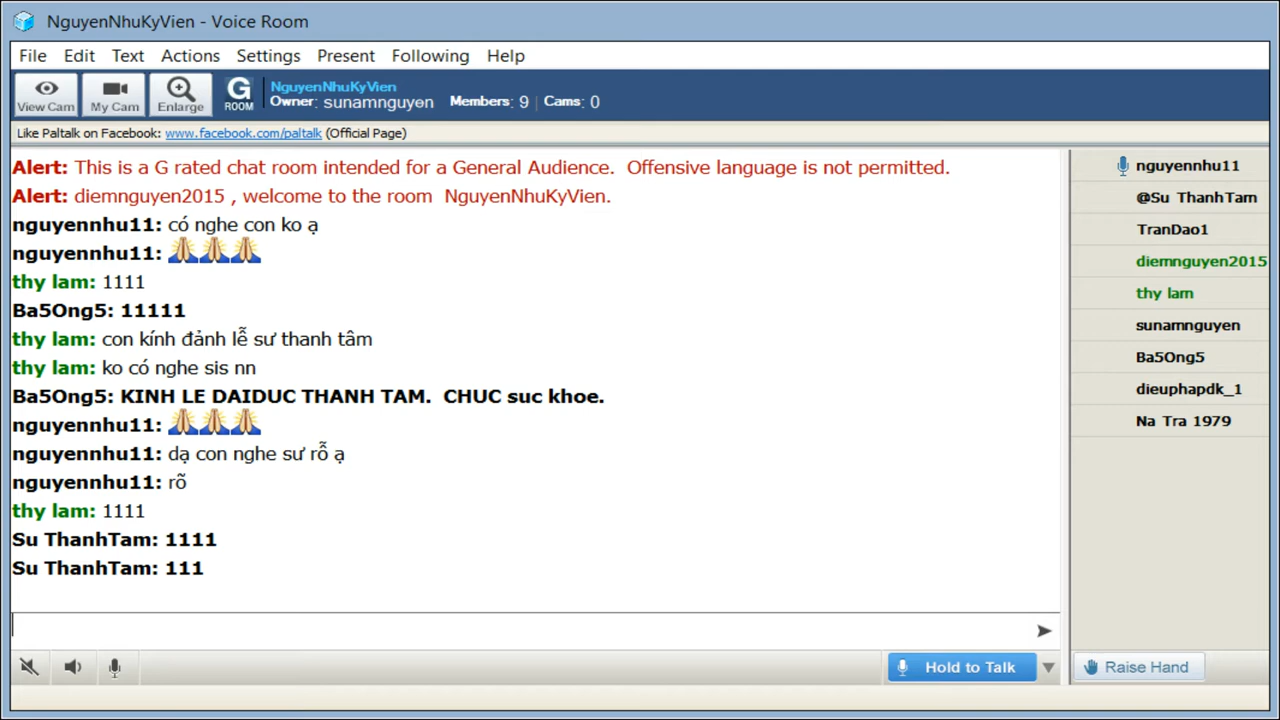 NguyenNhuKyVien - Voice Room
File Edit Text Actions Settings Present Following Help
View Cam My Cam Enlarge G ROOM
NguyenNhuKyVien
Owner: sunamnguyen Members: 9 | Cams: 0
Like Paltalk on Facebook: www.facebook.com/paltalk (Official Page)
Alert: This is a G rated chat room intended for a General Audience. Offensive language is not permitted.
Alert: diemnguyen2015 , welcome to the room NguyenNhuKyVien.
nguyennhu11: có nghe con ko ạ
nguyennhu11:
thy lam: 1111
Ba5Ong5: 11111
thy lam: con kính đảnh lễ sư thanh tâm
thy lam: ko có nghe sis nn
Ba5Ong5: KINH LE DAIDUC THANH TAM. CHUC suc khoe.
nguyennhu11:
nguyennhu11: dạ con nghe sư rỗ ạ
nguyennhu11: rõ
thy lam: 1111
Su ThanhTam: 1111
Su ThanhTam: 111
nguyennhu11
@Su ThanhTam
TranDao1
diemnguyen2015
thy lam
sunamnguyen
Ba5Ong5
dieuphapdk_1
Na Tra 1979
Hold to Talk
Raise Hand